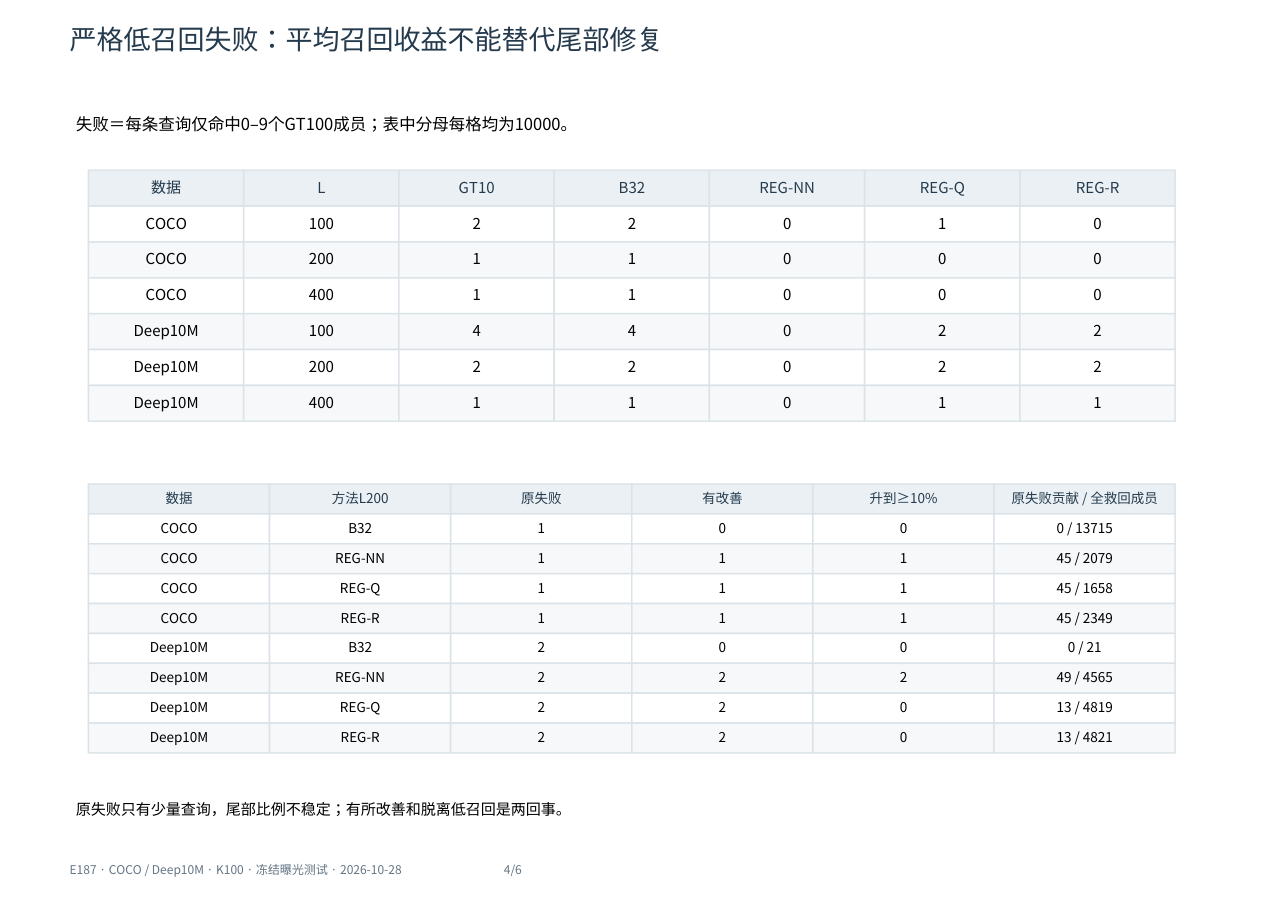 严格低召回失败：平均召回收益不能替代尾部修复
失败＝每条查询仅命中0–9个GT100成员；表中分母每格均为10000。
数据 L GT10 B32 REG-NN REG-Q REG-R
COCO 100 2 2 0 1 0
COCO 200 1 1 0 0 0
COCO 400 1 1 0 0 0
Deep10M 100 4 4 0 2 2
Deep10M 200 2 2 0 2 2
Deep10M 400 1 1 0 1 1
数据 方法L200 原失败 有改善 升到≥10% 原失败贡献 / 全救回成员
COCO B32 1 0 0 0 / 13715
COCO REG-NN 1 1 1 45 / 2079
COCO REG-Q 1 1 1 45 / 1658
COCO REG-R 1 1 1 45 / 2349
Deep10M B32 2 0 0 0 / 21
Deep10M REG-NN 2 2 2 49 / 4565
Deep10M REG-Q 2 2 0 13 / 4819
Deep10M REG-R 2 2 0 13 / 4821
原失败只有少量查询，尾部比例不稳定；有所改善和脱离低召回是两回事。
E187 · COCO / Deep10M · K100 · 冻结曝光测试 · 2026-10-28 4/6